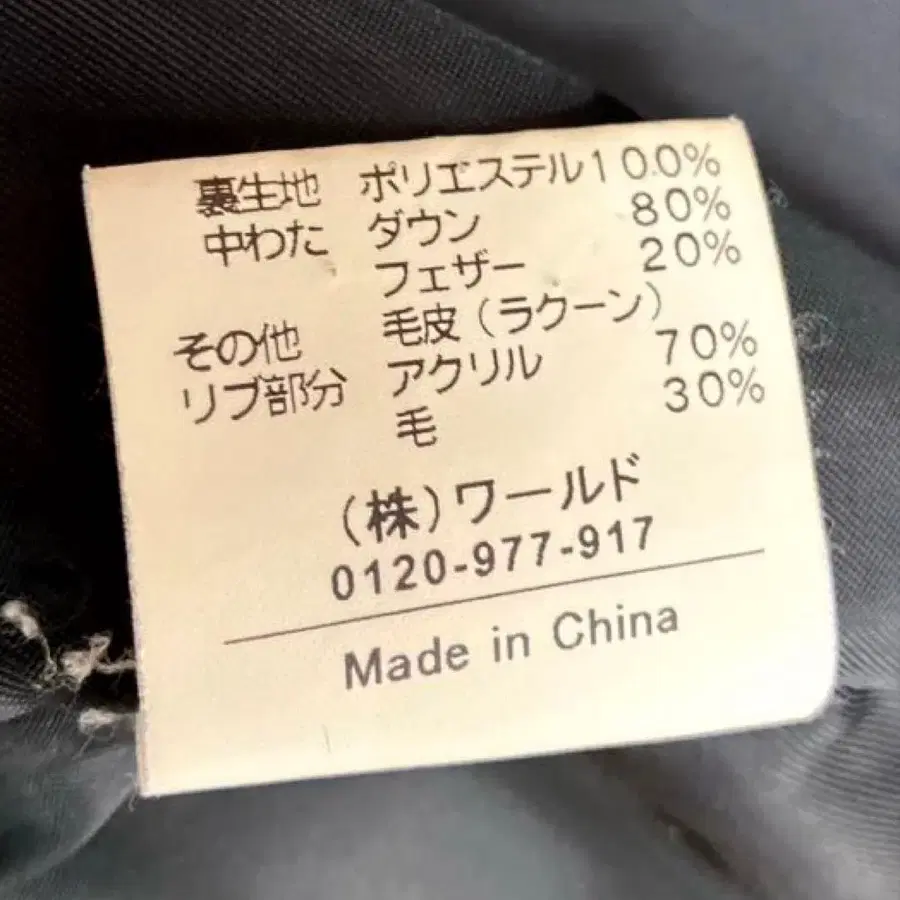 裏生地 ポリエステル100%
中わた ダウン 80%
フェザー 20%
その他 毛皮(ラクーン)
リブ部分 アクリル 70%
毛 30%
(株)ワールド
0120-977-917
Made in China